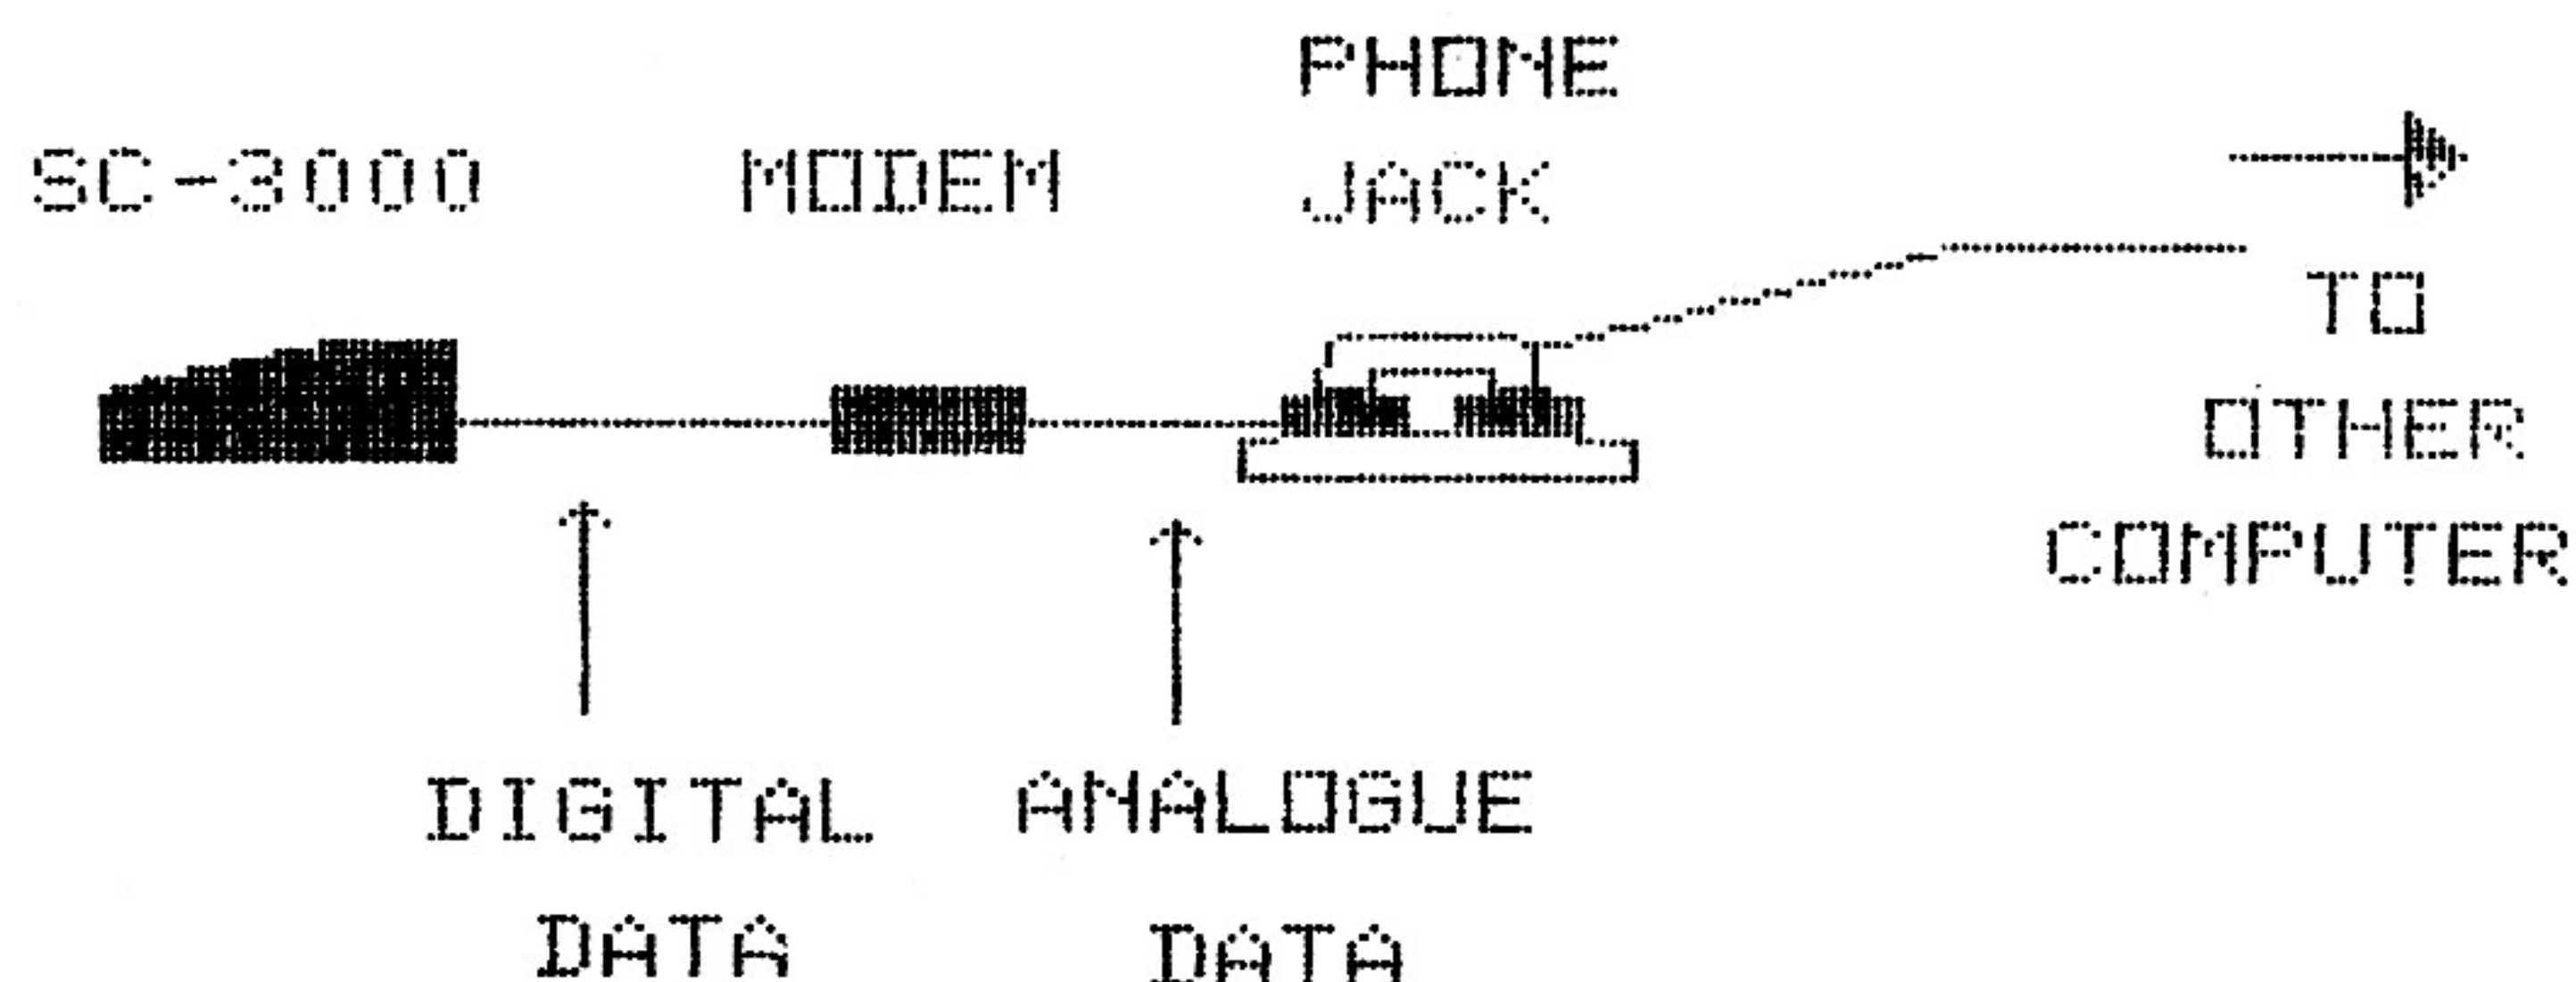 PHONE
JACK
SC-3000
MODEM
TO
OTHER
COMPUTER
DIGITAL
DATA
ANALOGUE
DATA